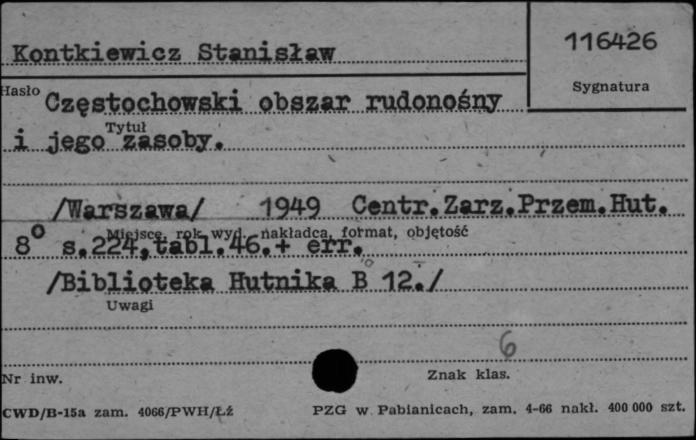 Kontkiewicz Stanisław
116426
Sygnatura
Hasło
Częstochowski obszar rudonośny
Tytuł
i jego zasoby.
/Warszawa/ 1949 Centr.Zarz.Przem.Hut.
Miejsce, rok wyd., nakładca, format, objętość
8° s.224,tabl.46.+ err.
/Biblioteka Hutnika B 12./
Uwagi
6
Nr inw.
Znak klas.
CWD/B-15a zam. 4066/PWH/Łź
PZG w Pabianicach, zam. 4-66 nakł. 400 000 szt.